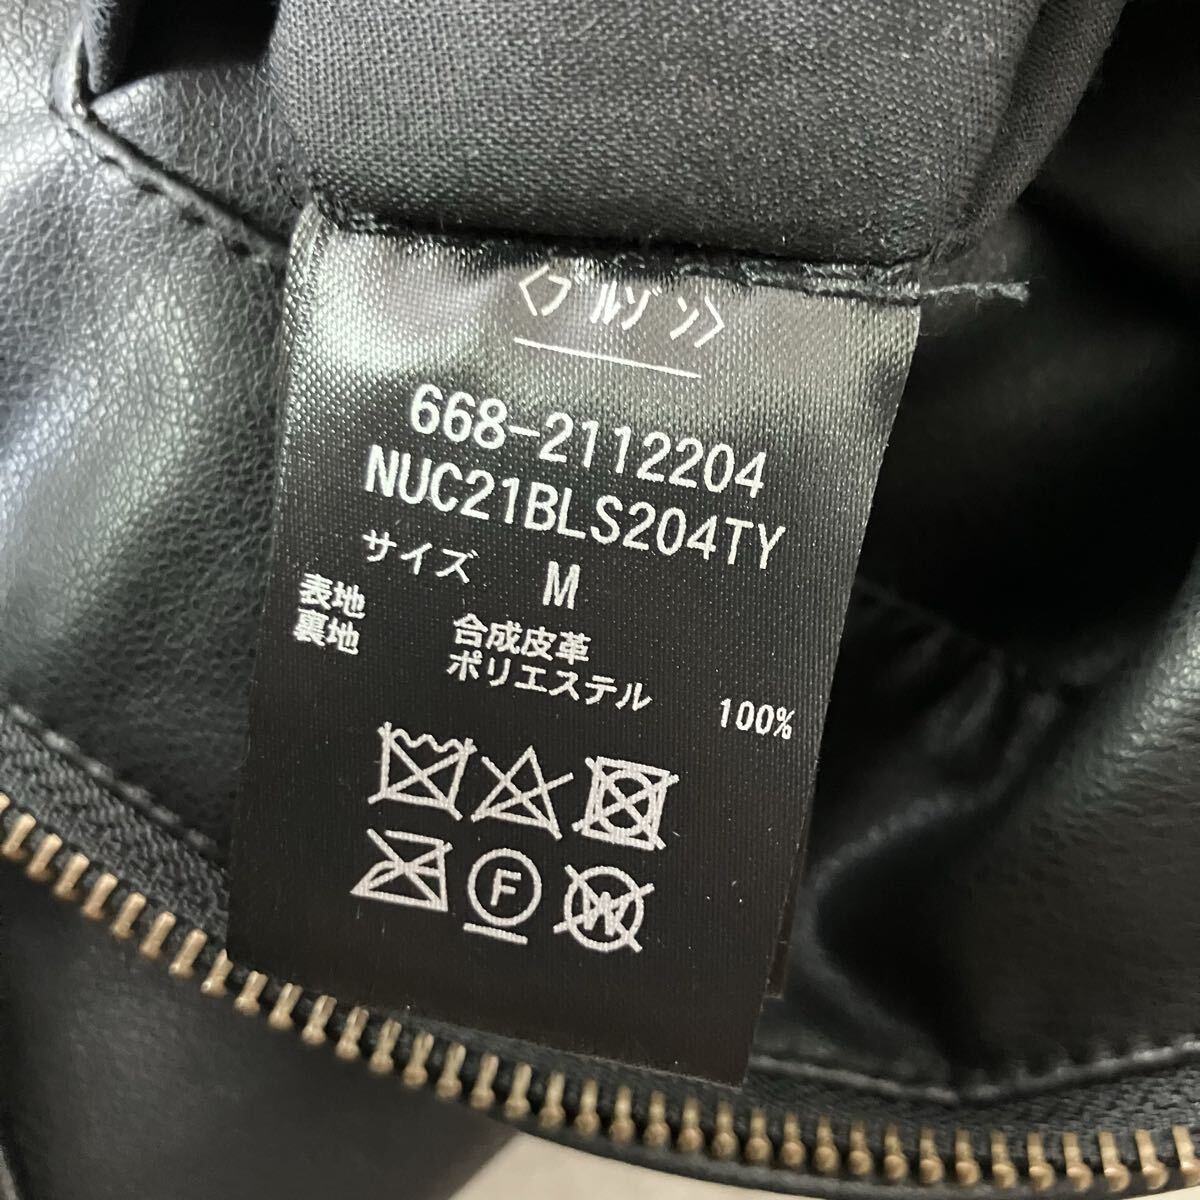 <ﾌﾞﾙｿﾞﾝ>
668-2112204
NUC21BLS204TY
サイズ M
表地 合成皮革
裏地 ポリエステル 100%
F W